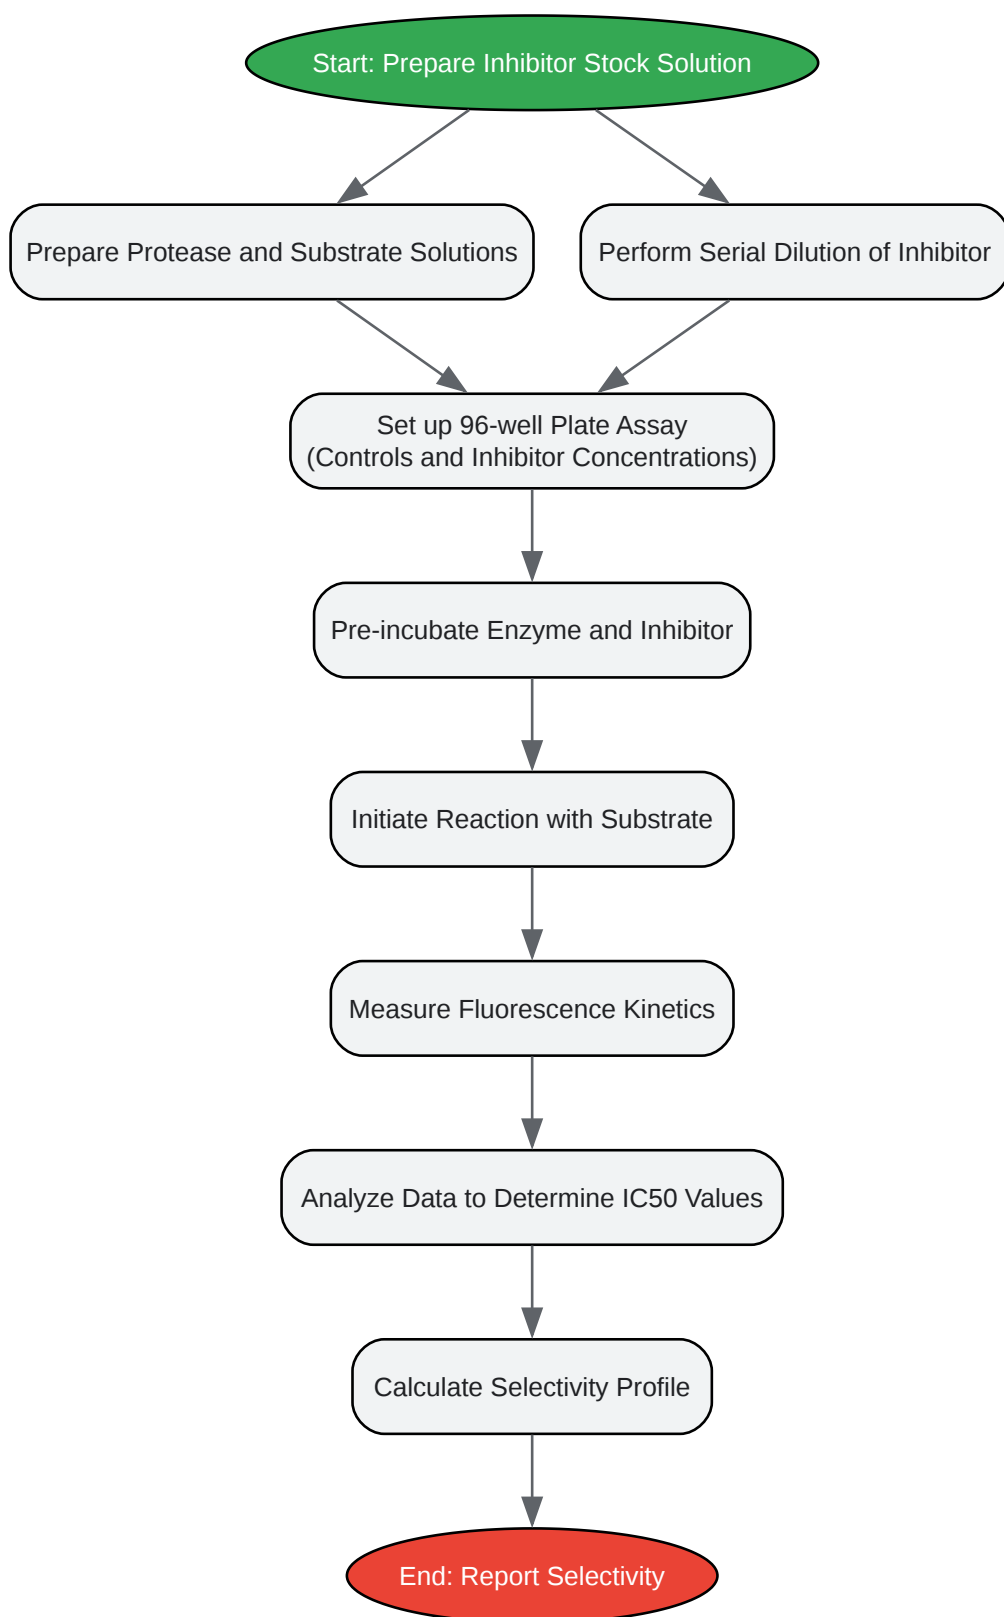 Start: Prepare Inhibitor Stock Solution
Prepare Protease and Substrate Solutions
Perform Serial Dilution of Inhibitor
Set up 96-well Plate Assay
(Controls and Inhibitor Concentrations)
Pre-incubate Enzyme and Inhibitor
Initiate Reaction with Substrate
Measure Fluorescence Kinetics
Analyze Data to Determine IC50 Values
Calculate Selectivity Profile
End: Report Selectivity